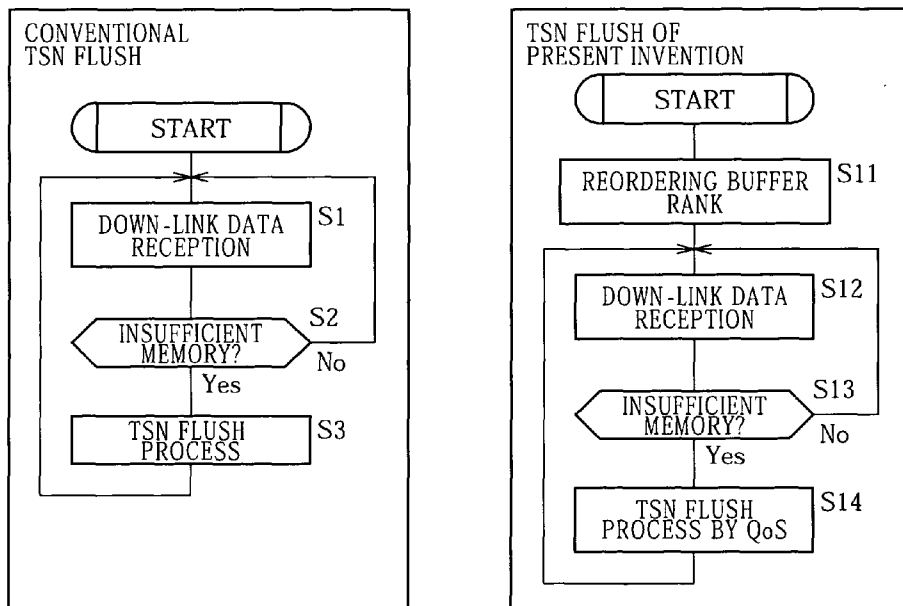 CONVENTIONAL
TSN FLUSH
START
DOWN-LINK DATA
RECEPTION
S1
INSUFFICIENT
MEMORY?
S2
No
Yes
TSN FLUSH
PROCESS
S3
TSN FLUSH OF
PRESENT INVENTION
START
REORDERING BUFFER
RANK
S11
DOWN-LINK DATA
RECEPTION
S12
INSUFFICIENT
MEMORY?
S13
No
Yes
TSN FLUSH
PROCESS BY QoS
S14